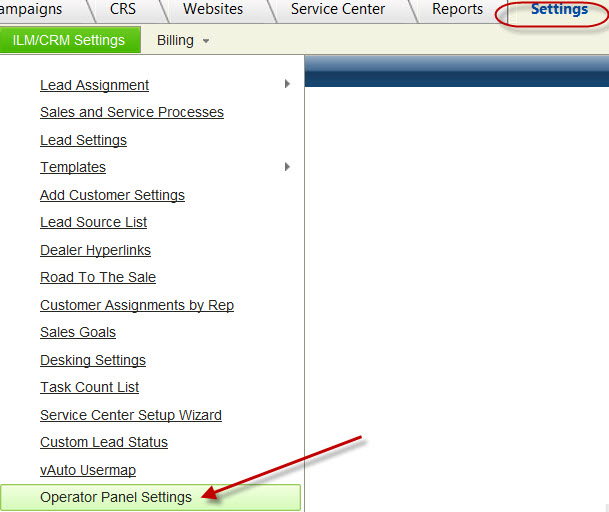 ampaigns CRS Websites Service Center Reports Settings
ILM/CRM Settings Billing
Lead Assignment
Sales and Service Processes
Lead Settings
Templates
Add Customer Settings
Lead Source List
Dealer Hyperlinks
Road To The Sale
Customer Assignments by Rep
Sales Goals
Desking Settings
Task Count List
Service Center Setup Wizard
Custom Lead Status
vAuto Usermap
Operator Panel Settings